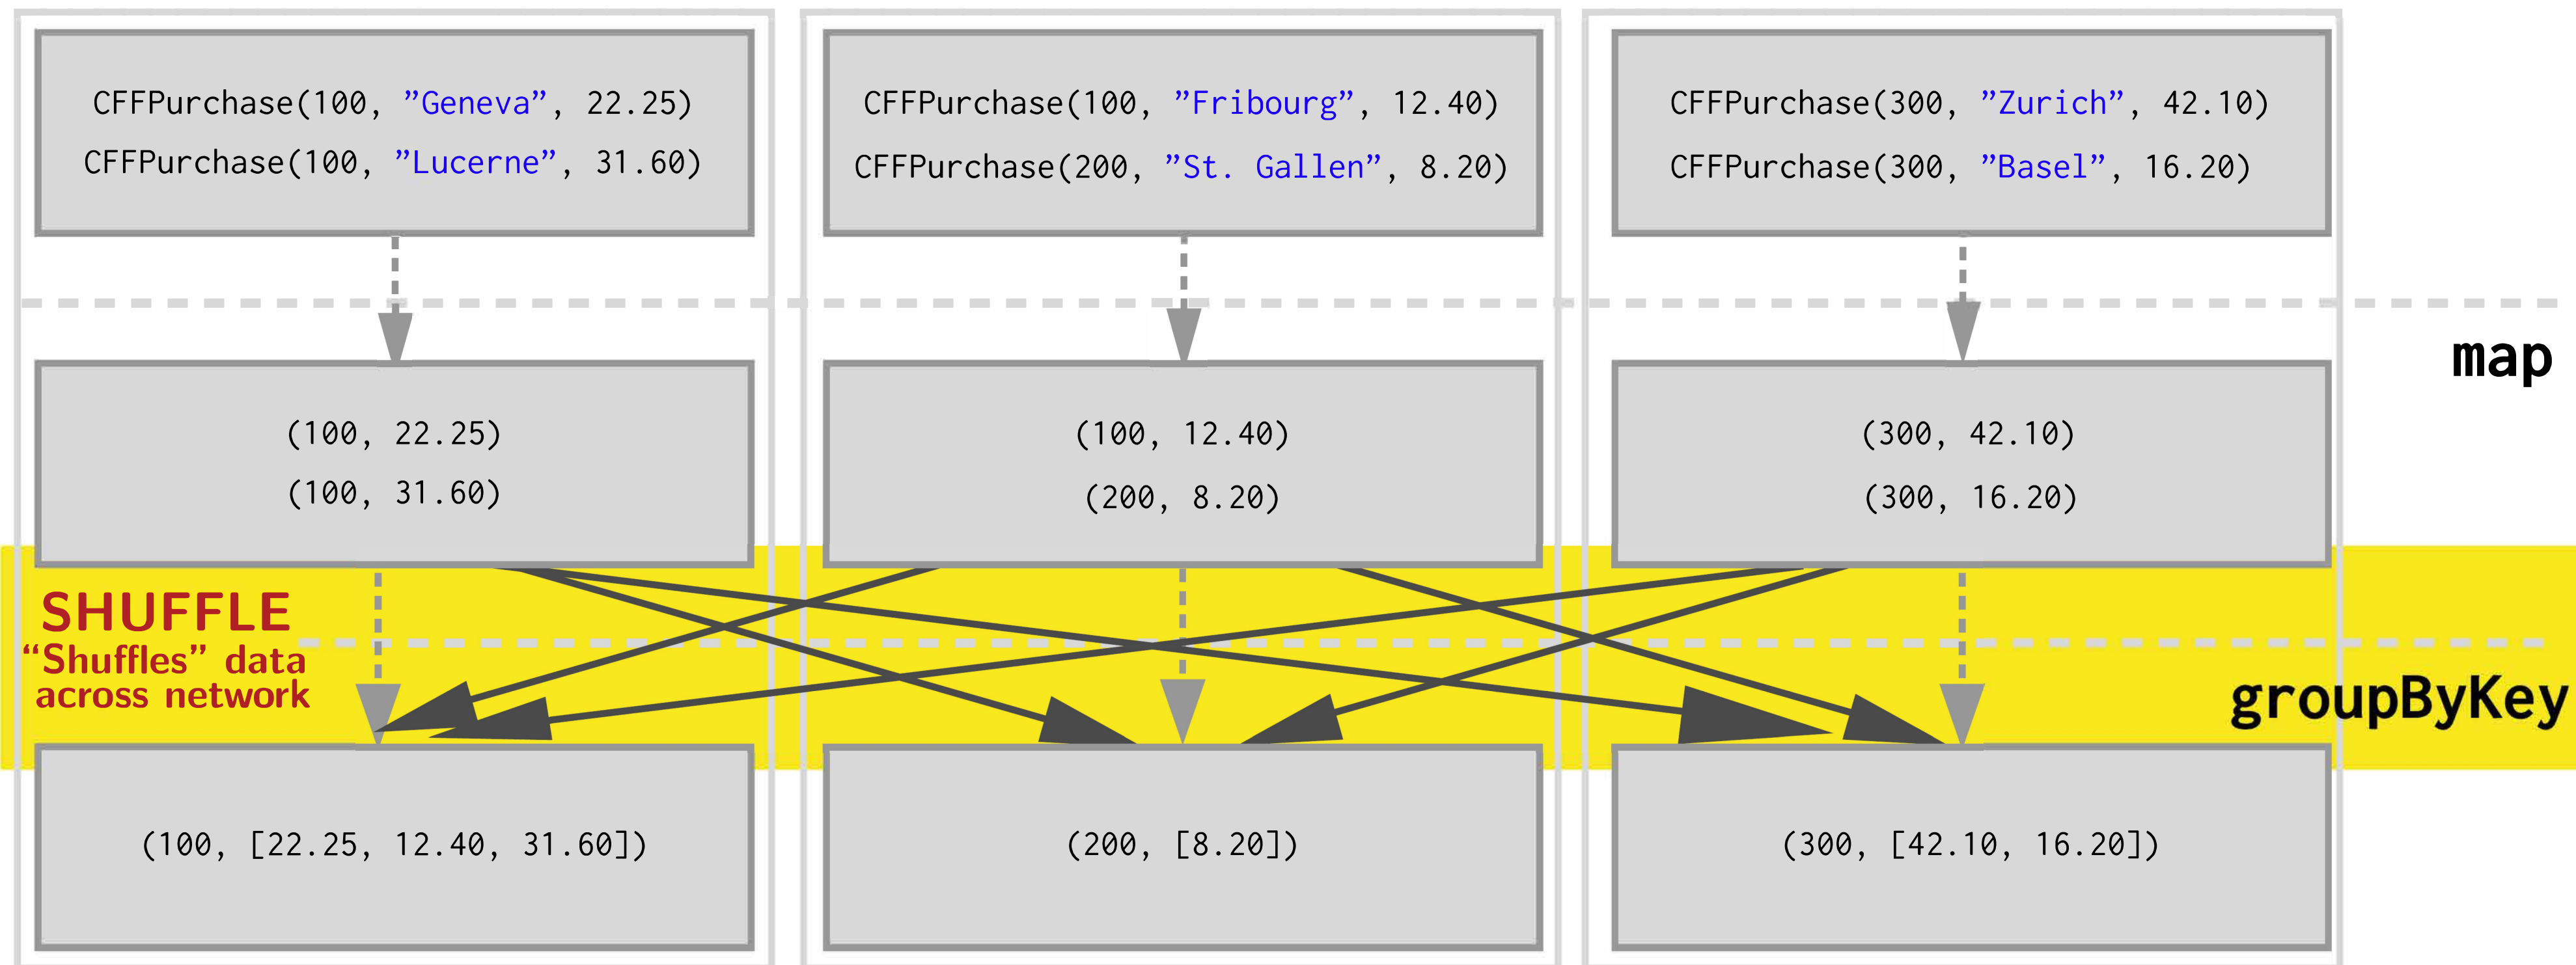 CFFPurchase(100, ”Geneva”, 22.25)
CFFPurchase(100, ”Lucerne”, 31.60)
CFFPurchase(100, ”Fribourg”, 12.40)
CFFPurchase(200, ”St. Gallen”, 8.20)
CFFPurchase(300, ”Zurich”, 42.10)
CFFPurchase(300, ”Basel”, 16.20)
map
(100, 22.25)
(100, 31.60)
(100, 12.40)
(200, 8.20)
(300, 42.10)
(300, 16.20)
SHUFFLE
“Shuffles” data
across network
groupByKey
(100, [22.25, 12.40, 31.60])
(200, [8.20])
(300, [42.10, 16.20])